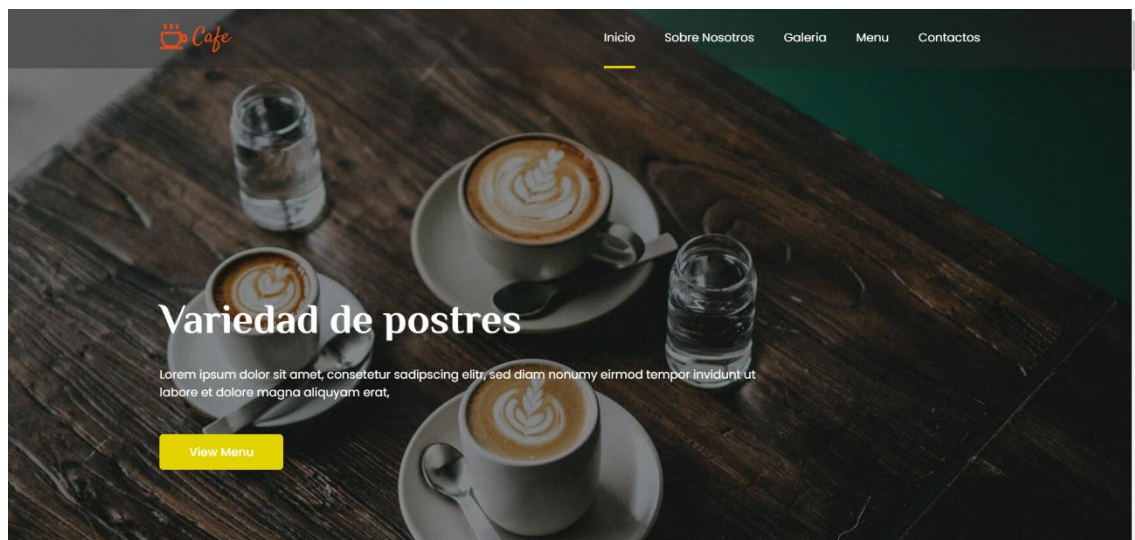 Cafe
Inicio Sobre Nosotros Galeria Menu Contactos
Variedad de postres
Lorem ipsum dolor sit amet, consetetur sadipscing elitr, sed diam nonumy eirmod tempor invidunt ut
labore et dolore magna aliquyam erat,
View Menu